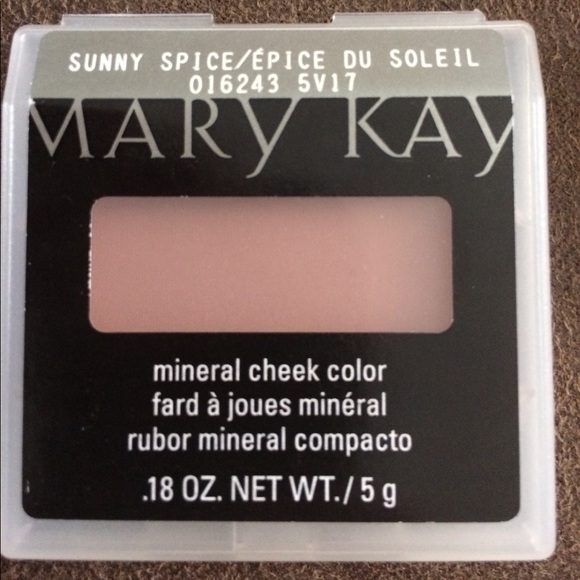 SUNNY SPICE/ÉPICE DU SOLEIL
016243 5V17
MARY KAY
mineral cheek color
fard à joues minéral
rubor mineral compacto
.18 OZ. NET WT./5 g